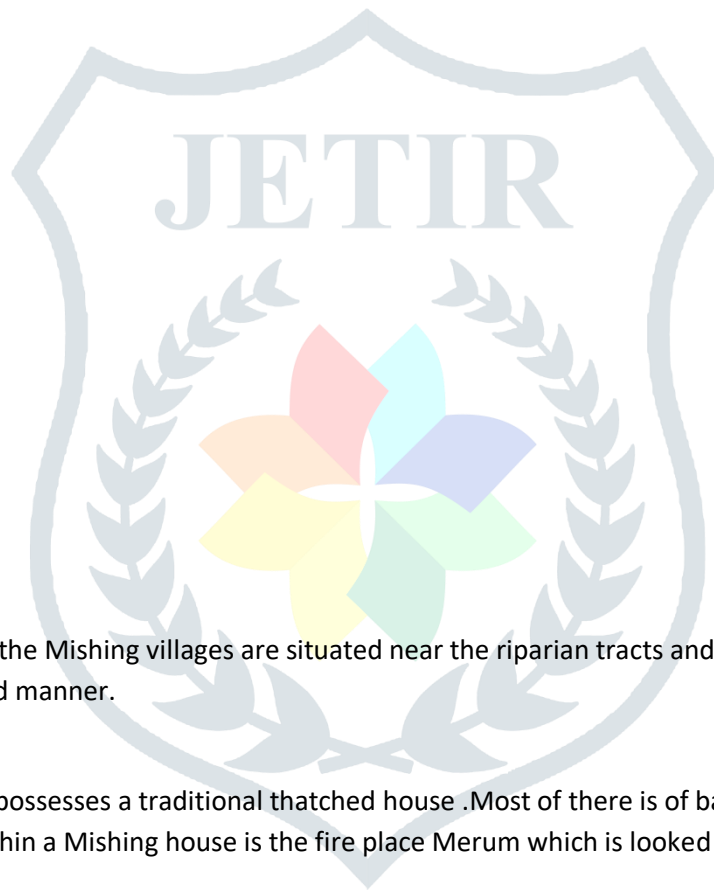 JETIR
the Mishing villages are situated near the riparian tracts and
d manner.
possesses a traditional thatched house .Most of there is of ba
hin a Mishing house is the fire place Merum which is looked